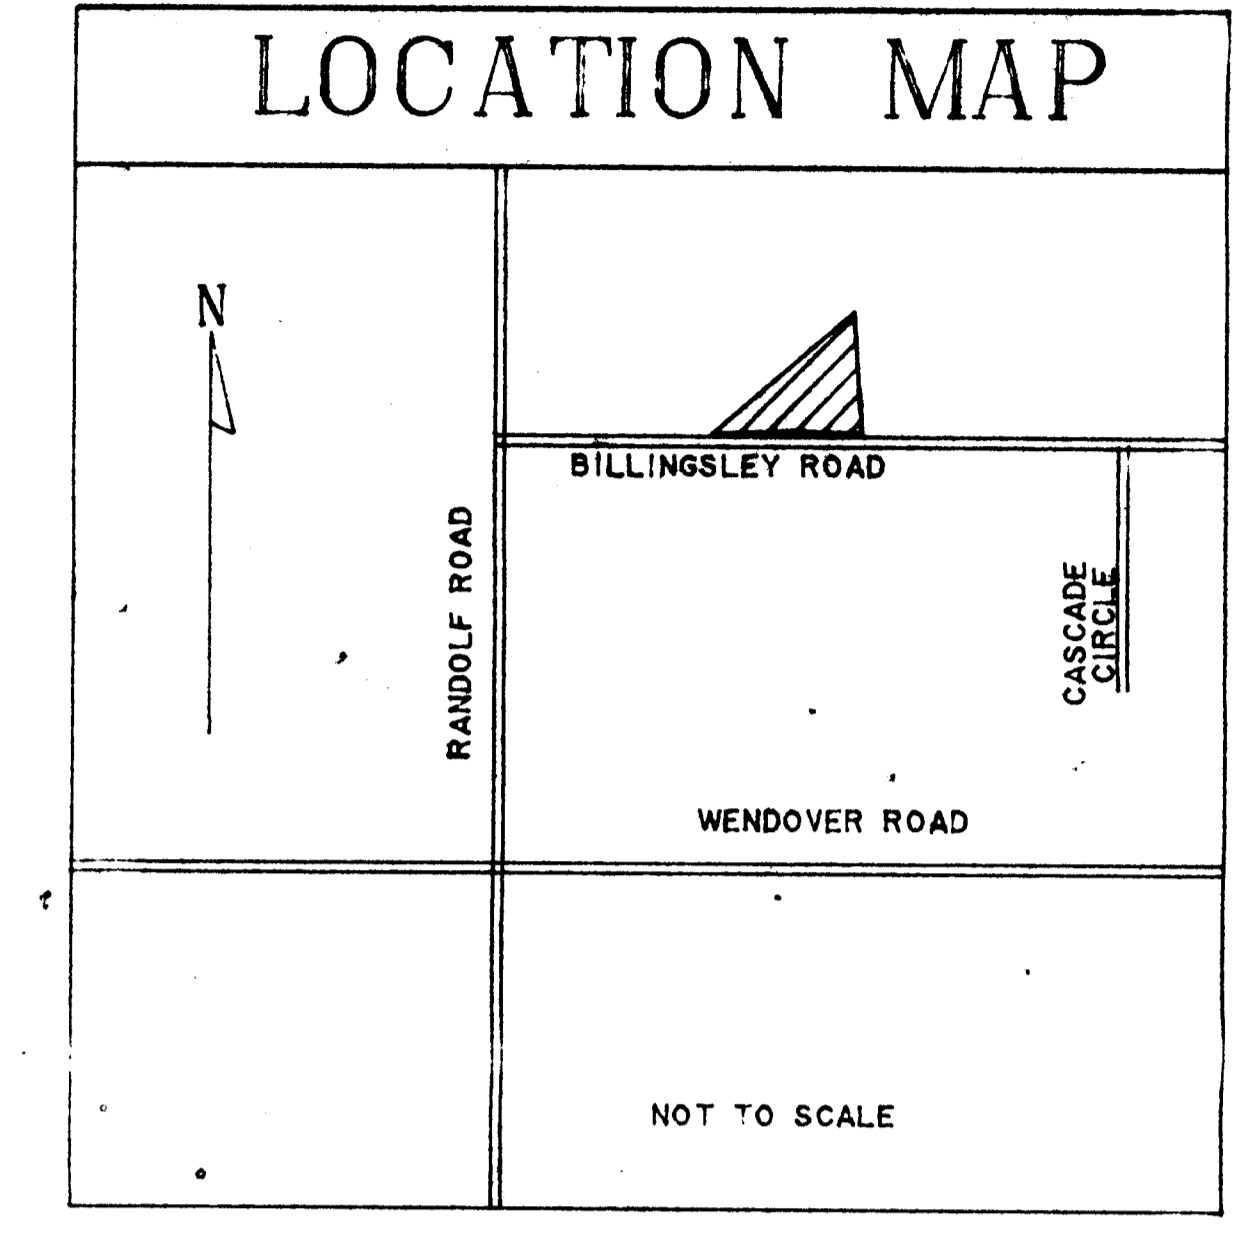 LOCATION MAP
N
BILLINGSLEY ROAD
RANDOLF ROAD
CASCADE
CIRCLE
WENDOVER ROAD
NOT TO SCALE